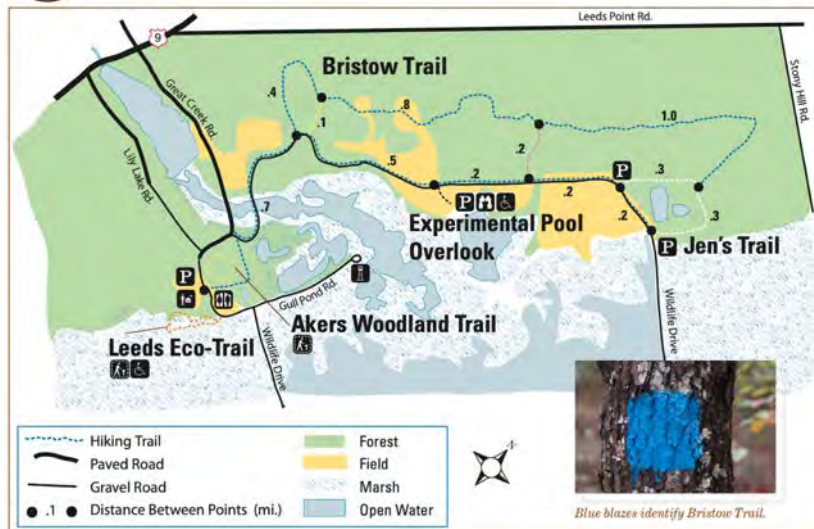 Leeds Point Rd.
9
Bristow Trail
Great Creek Rd.
Stony Hill Rd.
Lily Lake Rd.
.4
.1
.8
1.0
.2
.5
.2
.3
P
.7
.2
P
.2
.3
Experimental Pool
Overlook
P
Jen's Trail
P
Gull Pond Rd.
Akers Woodland Trail
Leeds Eco-Trail
Wildlife Drive
Wildlife Drive
Hiking Trail
Paved Road
Gravel Road
.1 Distance Between Points (mi.)
Forest
Field
Marsh
Open Water
N
Blue blazes identify Bristow Trail.